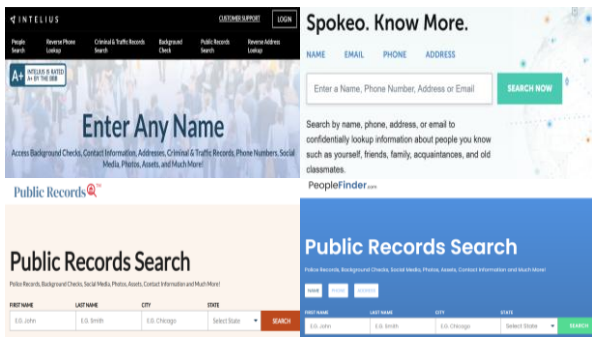 INTELIUS
CUSTOMER SUPPORT
LOGIN
People Search
Reverse Phone Lookup
Criminal & Traffic Records Search
Background Check
Public Records Search
Reverse Address Lookup
A+
INTELIUS IS RATED
A+ BY THE BBB
Enter Any Name
Access Background Checks, Contact Information, Addresses, Criminal & Traffic Records, Phone Numbers, Social
Media, Photos, Assets, and Much More!
Spokeo. Know More.
NAME EMAIL PHONE ADDRESS
Enter a Name, Phone Number, Address or Email
SEARCH NOW
Search by name, phone, address, or email to
confidentially lookup information about people you know
such as yourself, friends, family, acquaintances, and old
classmates.
Public Records
Public Records Search
Public Records, Background Checks, Social Media, Photos, Assets, Contact Information and Much More!
FIRST NAME LAST NAME CITY STATE
E.G. John E.G. Smith E.G. Chicago Select State SEARCH
PeopleFinder.com
Public Records Search
Police Records, Background Checks, Social Media, Photos, Assets, Contact Information and Much More!
NAME PHONE ADDRESS
FIRST NAME LAST NAME CITY STATE
E.G. John E.G. Smith E.G. Chicago Select State SEARCH